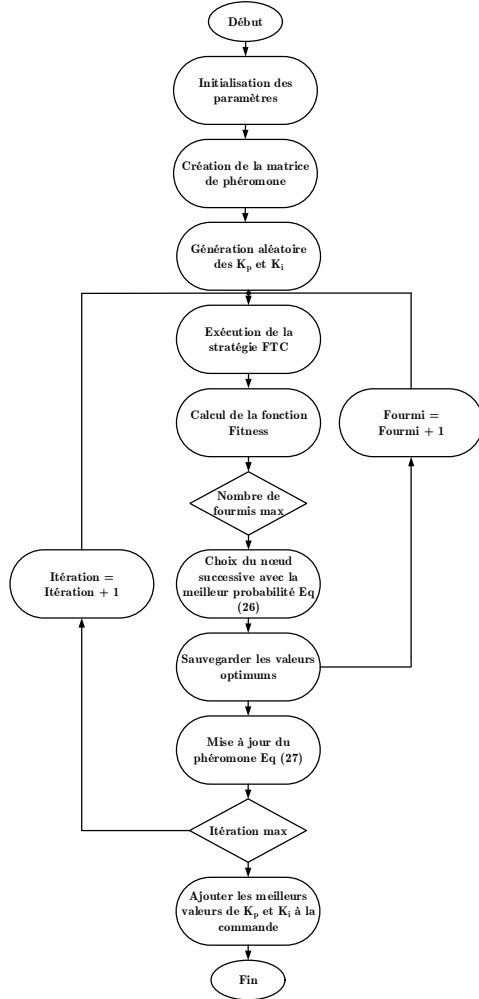 Début
Initialisation des
paramètres
Création de la matrice
de phéromone
Génération aléatoire
des Kp et Ki
Exécution de la
stratégie FTC
Calcul de la fonction
Fitness
Fourmi =
Fourmi + 1
Nombre de
fourmis max
Choix du nœud
successive avec la
meilleur probabilité Eq
(26)
Itération =
Itération + 1
Sauvegarder les valeurs
optimums
Mise à jour du
phéromone Eq (27)
Itération max
Ajouter les meilleurs
valeurs de Kp et Ki à la
commande
Fin